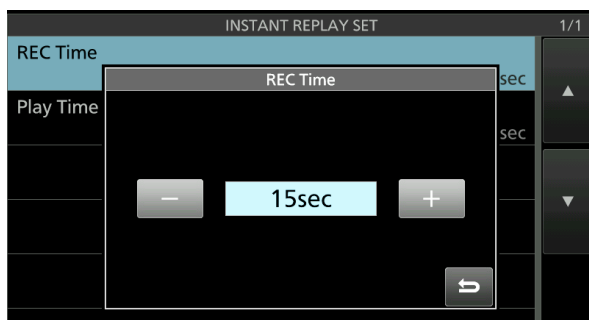 INSTANT REPLAY SET 1/1
REC Time
sec
REC Time
Play Time
sec
15sec